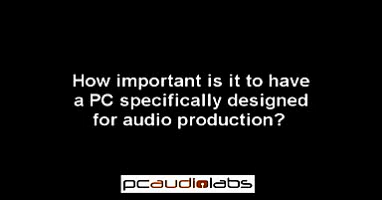 How important is it to have
a PC specifically designed
for audio production?
pcaudiolabs